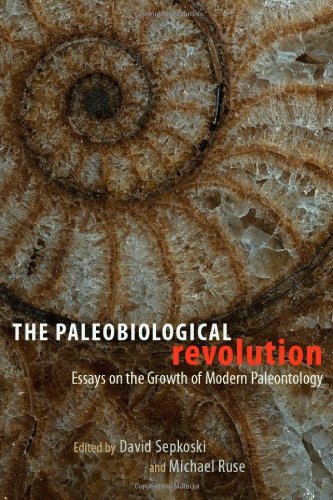 THE PALEOBIOLOGICAL
revolution
Essays on the Growth of Modern Paleontology
Edited by David Sepkoski
and Michael Ruse